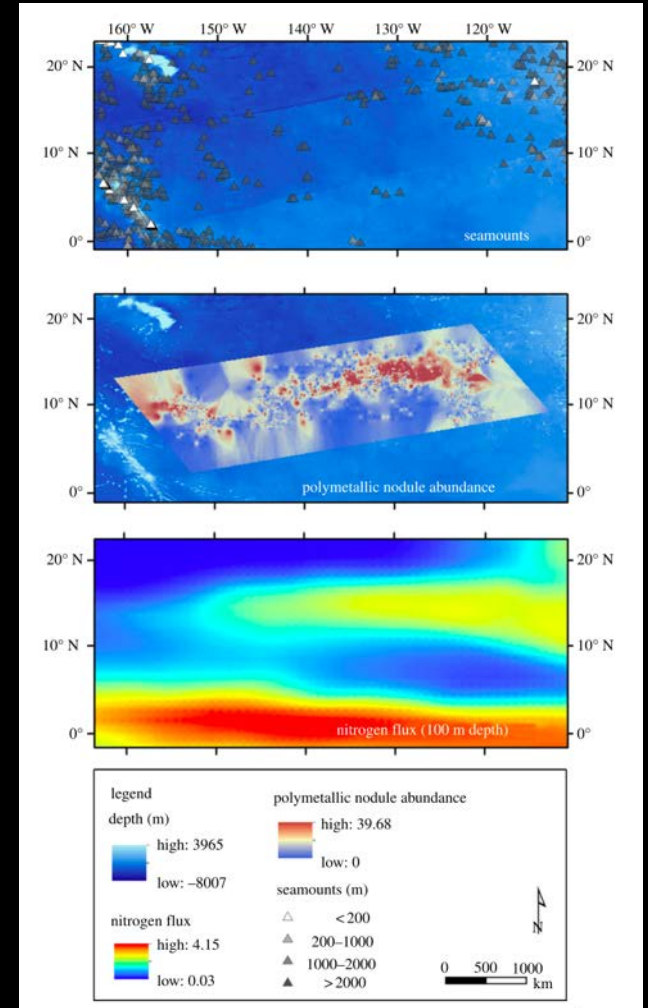 160° W 150° W 140° W 130° W 120° W
20° N 20° N
10° N 10° N
0° 0°
seamounts
20° N 20° N
10° N 10° N
0° 0°
polymetallic nodule abundance
20° N 20° N
10° N 10° N
0° 0°
nitrogen flux (100 m depth)
legend
depth (m)
high: 3965
low: –8007
nitrogen flux
high: 4.15
low: 0.03
polymetallic nodule abundance
high: 39.68
low: 0
seamounts (m)
<200
200–1000
1000–2000
>2000
N
0 500 1000
km